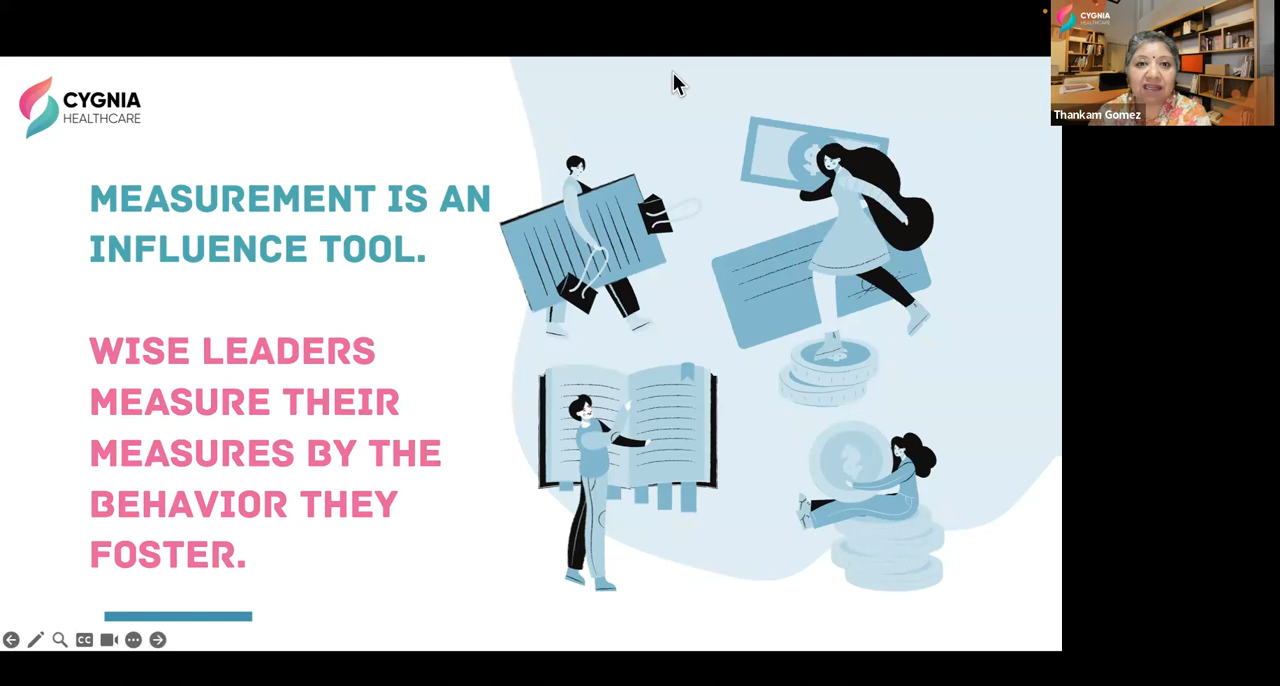 CYGNIA
HEALTHCARE
MEASUREMENT IS AN
INFLUENCE TOOL.
WISE LEADERS
MEASURE THEIR
MEASURES BY THE
BEHAVIOR THEY
FOSTER.
CYGNIA
HEALTHCARE
Thankam Gomez
CC
$
$
$